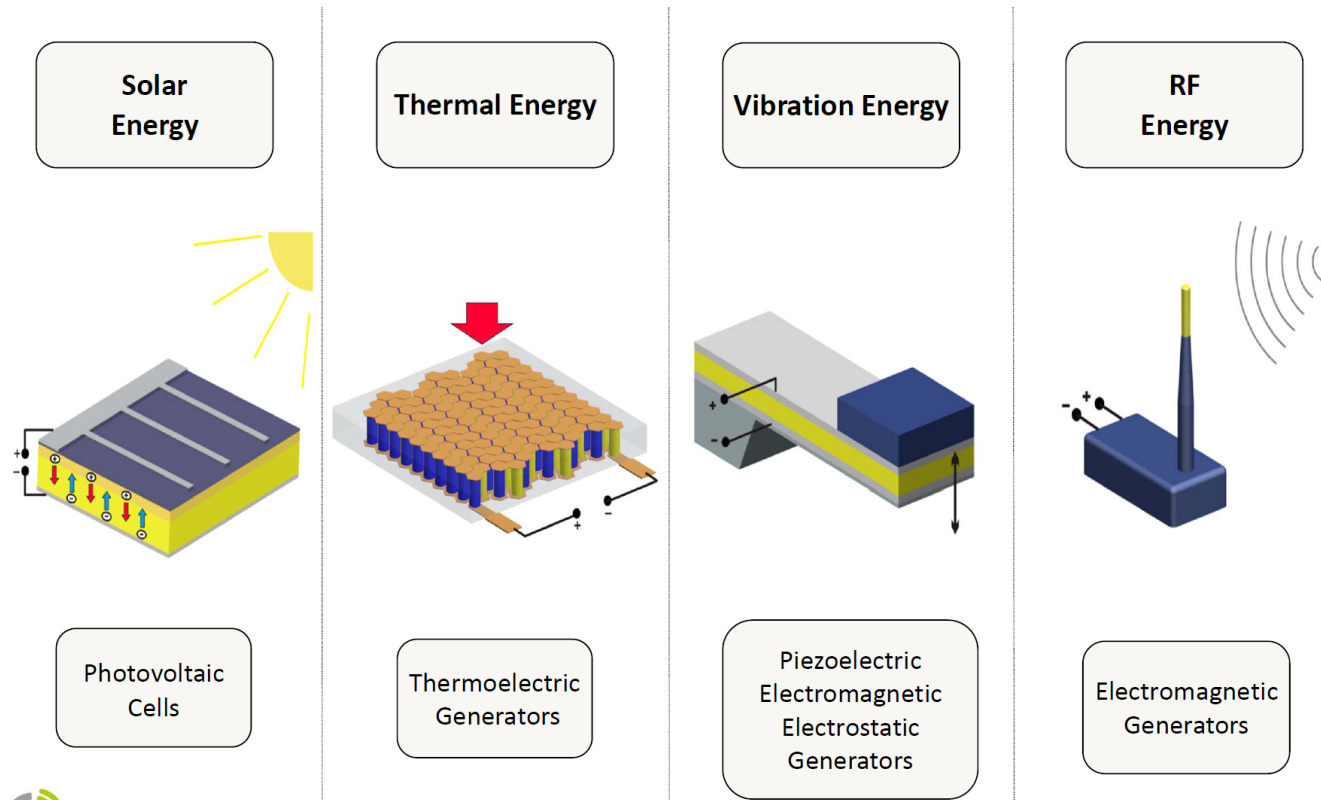 Solar
Energy
Thermal Energy
Vibration Energy
RF
Energy
+
−
+
−
+
−
+
−
+
−
+
−
+
−
+
−
+
−
Photovoltaic
Cells
Thermoelectric
Generators
Piezoelectric
Electromagnetic
Electrostatic
Generators
Electromagnetic
Generators